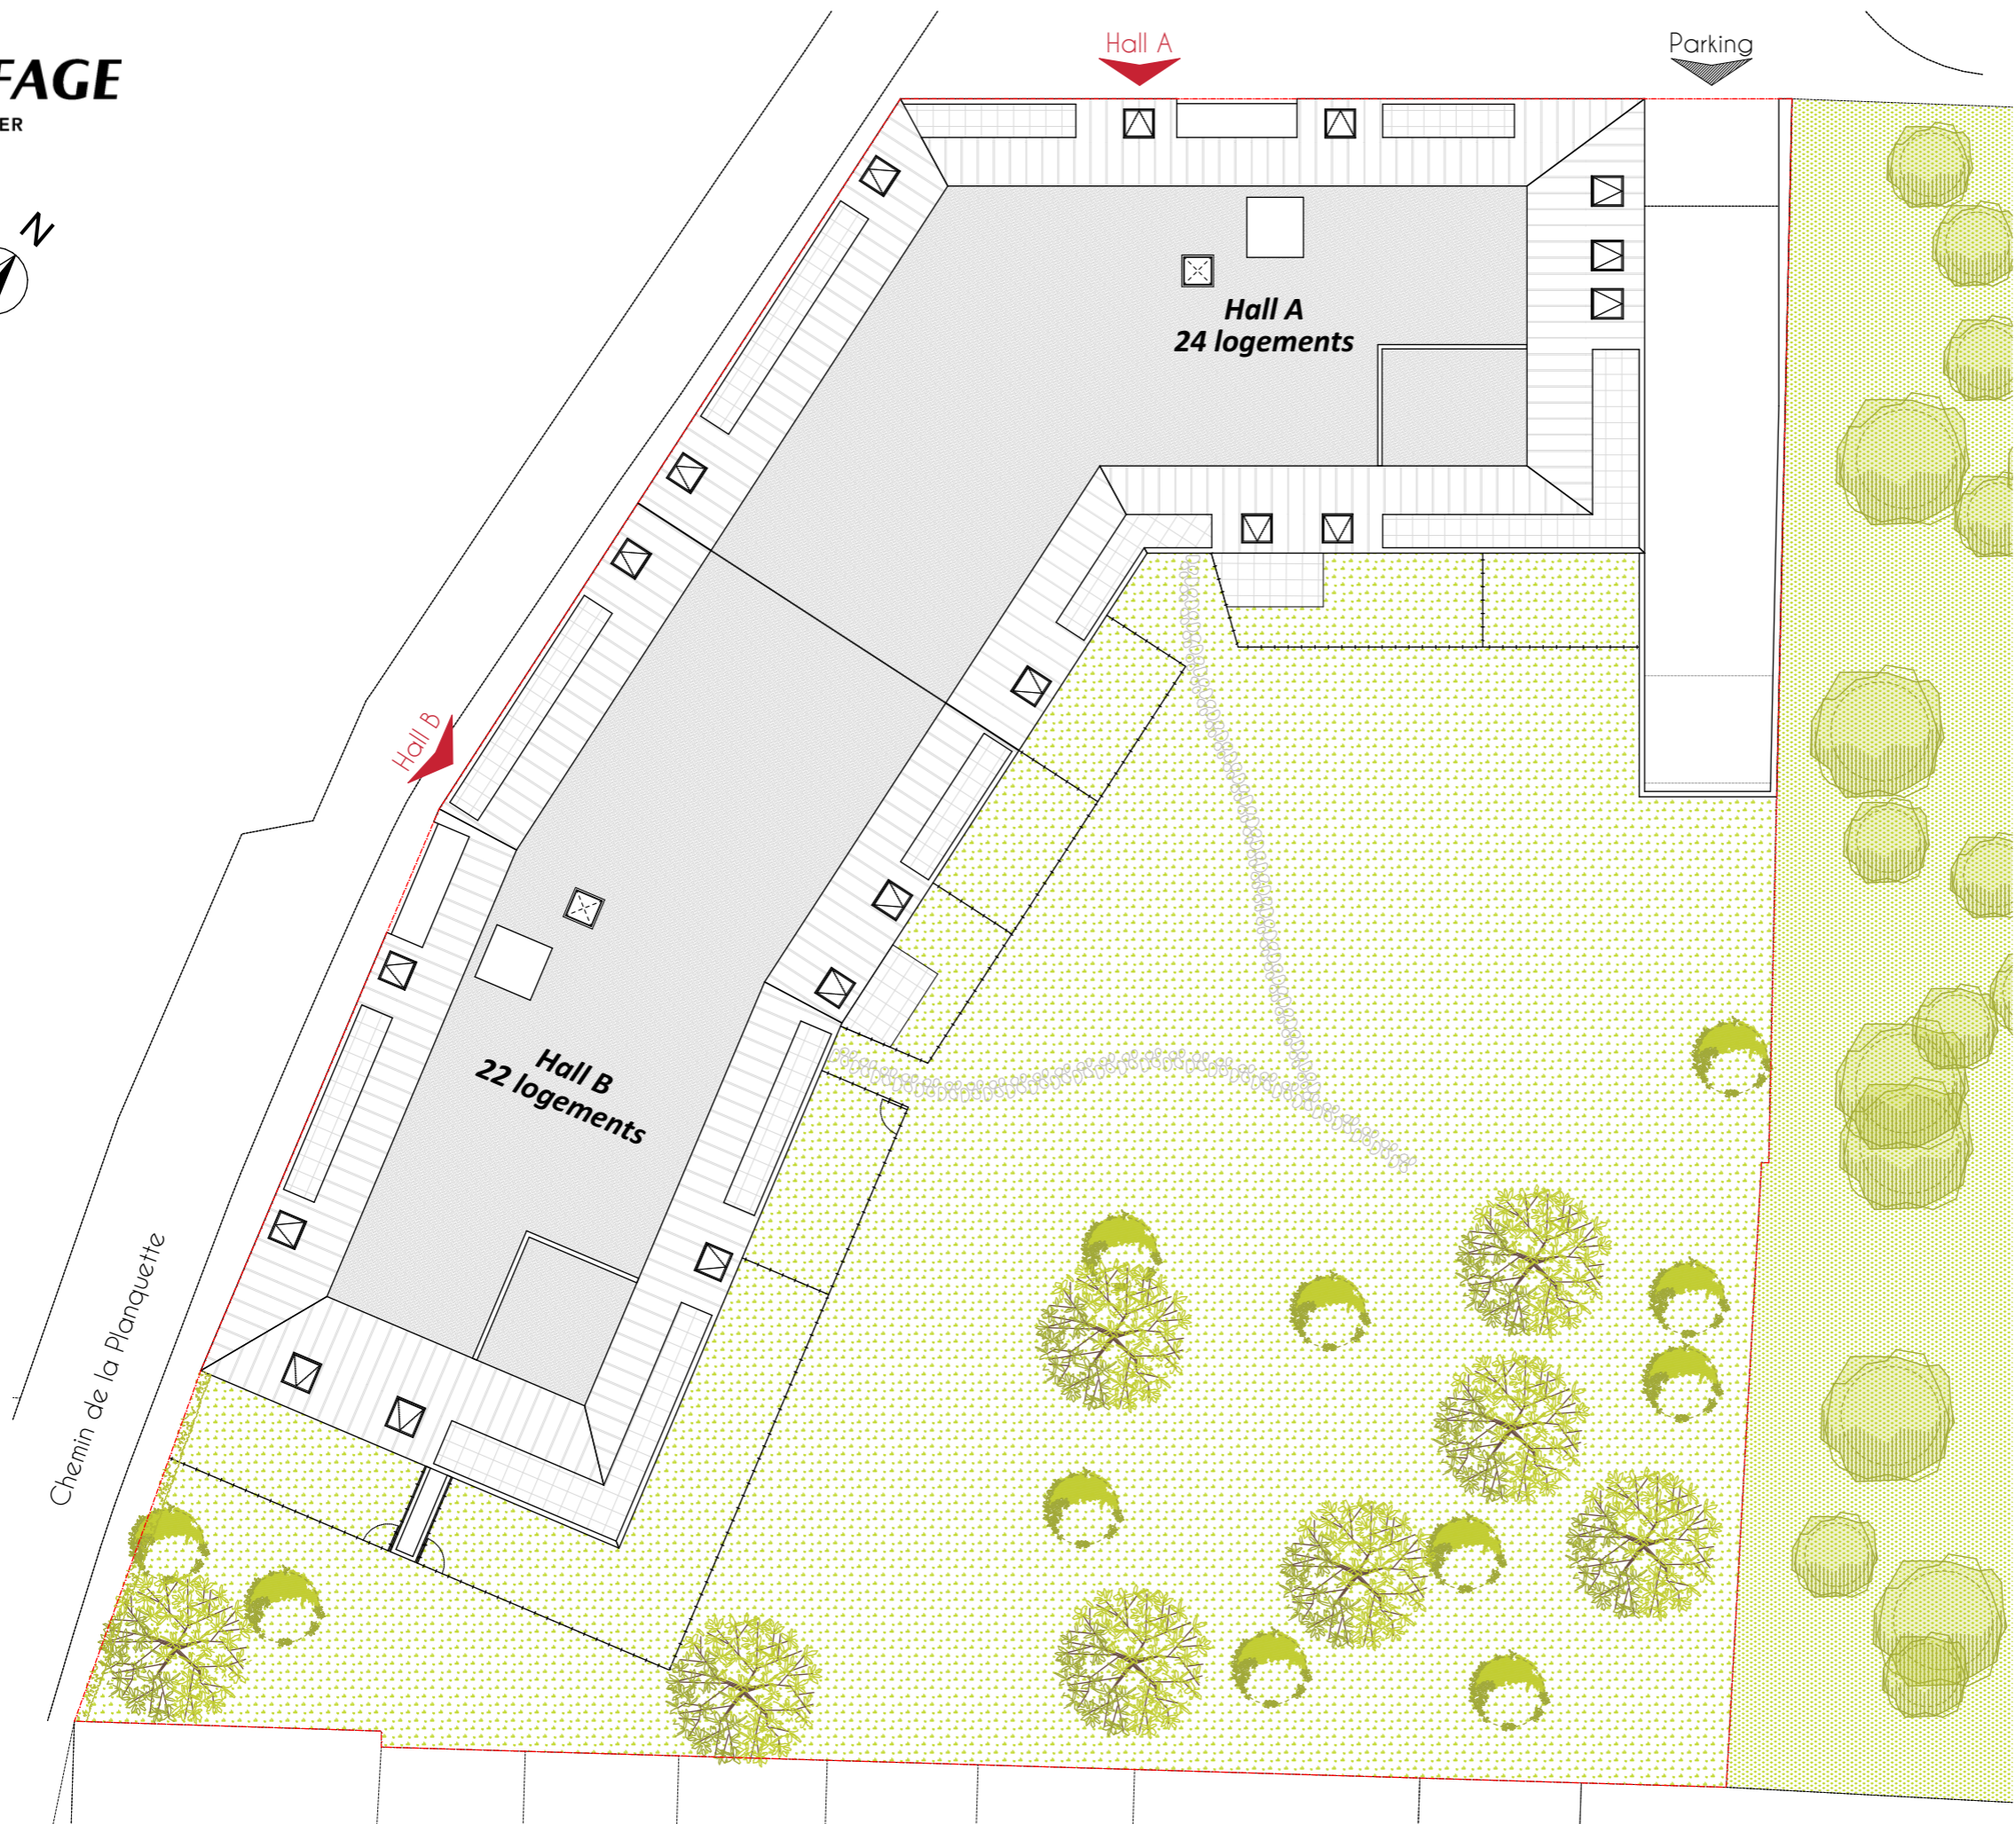 FAGE
ER
N
Hall A
Parking
Hall A
24 logements
Hall B
Hall B
22 logements
Chemin de la Planquette